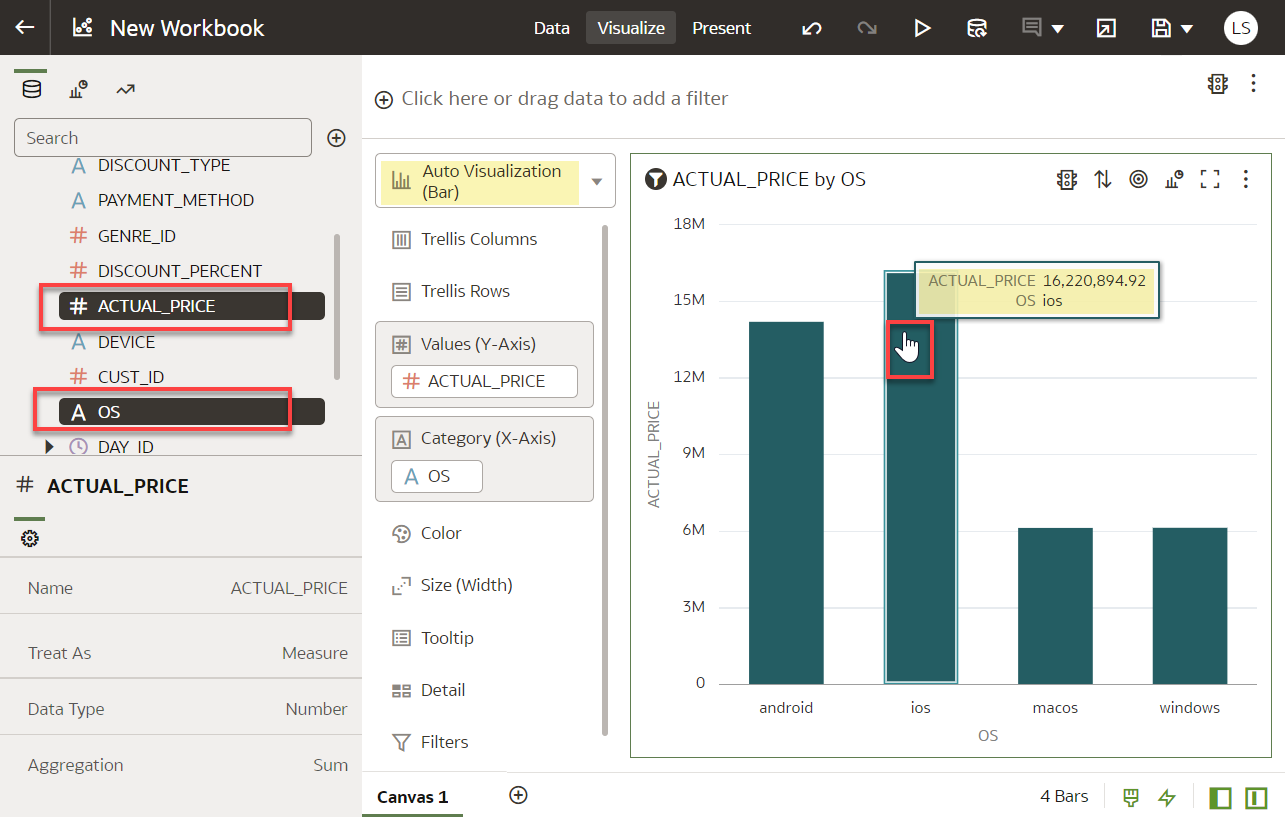 New Workbook
Data
Visualize
Present
LS
Search
DISCOUNT_TYPE
PAYMENT_METHOD
GENRE_ID
DISCOUNT_PERCENT
ACTUAL_PRICE
DEVICE
CUST_ID
OS
DAY_ID
ACTUAL_PRICE
Name ACTUAL_PRICE
Treat As Measure
Data Type Number
Aggregation Sum
Click here or drag data to add a filter
Auto Visualization
(Bar)
Trellis Columns
Trellis Rows
Values (Y-Axis)
ACTUAL_PRICE
Category (X-Axis)
A OS
Color
Size (Width)
Tooltip
Detail
Filters
ACTUAL_PRICE by OS
18M
15M
12M
9M
6M
3M
0
ACTUAL_PRICE
ACTUAL_PRICE 16,220,894.92
OS ios
android
ios
macos
windows
OS
Canvas 1
4 Bars